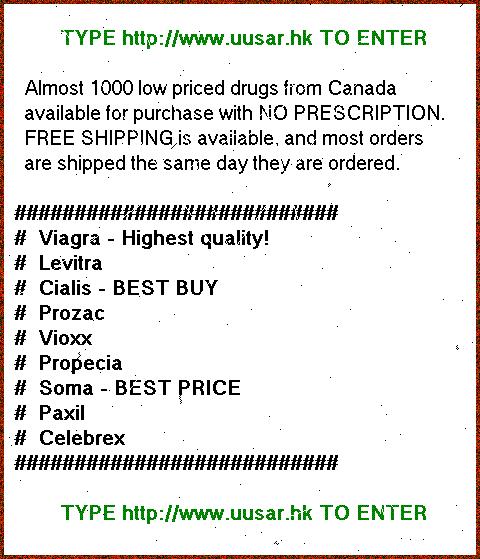 TYPE http://www.uusar.hk TO ENTER
Almost 1000 low priced drugs from Canada
available for purchase with NO PRESCRIPTION.
FREE SHIPPING is available, and most orders
are shipped the same day they are ordered.
###########################
# Viagra - Highest quality!
# Levitra
# Cialis - BEST BUY
# Prozac
# Vioxx
# Propecia
# Soma - BEST PRICE
# Paxil
# Celebrex
###########################
TYPE http://www.uusar.hk TO ENTER